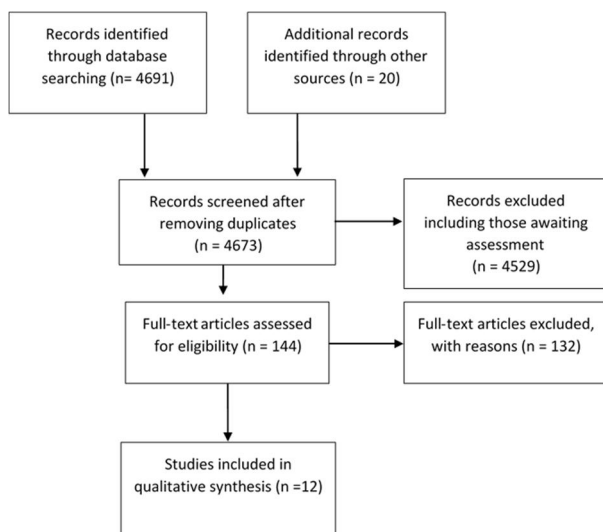 Records identified
through database
searching (n= 4691)
Additional records
identified through other
sources (n = 20)
Records screened after
removing duplicates
(n = 4673)
Records excluded
including those awaiting
assessment
(n = 4529)
Full-text articles assessed
for eligibility (n = 144)
Full-text articles excluded,
with reasons (n = 132)
Studies included in
qualitative synthesis (n =12)